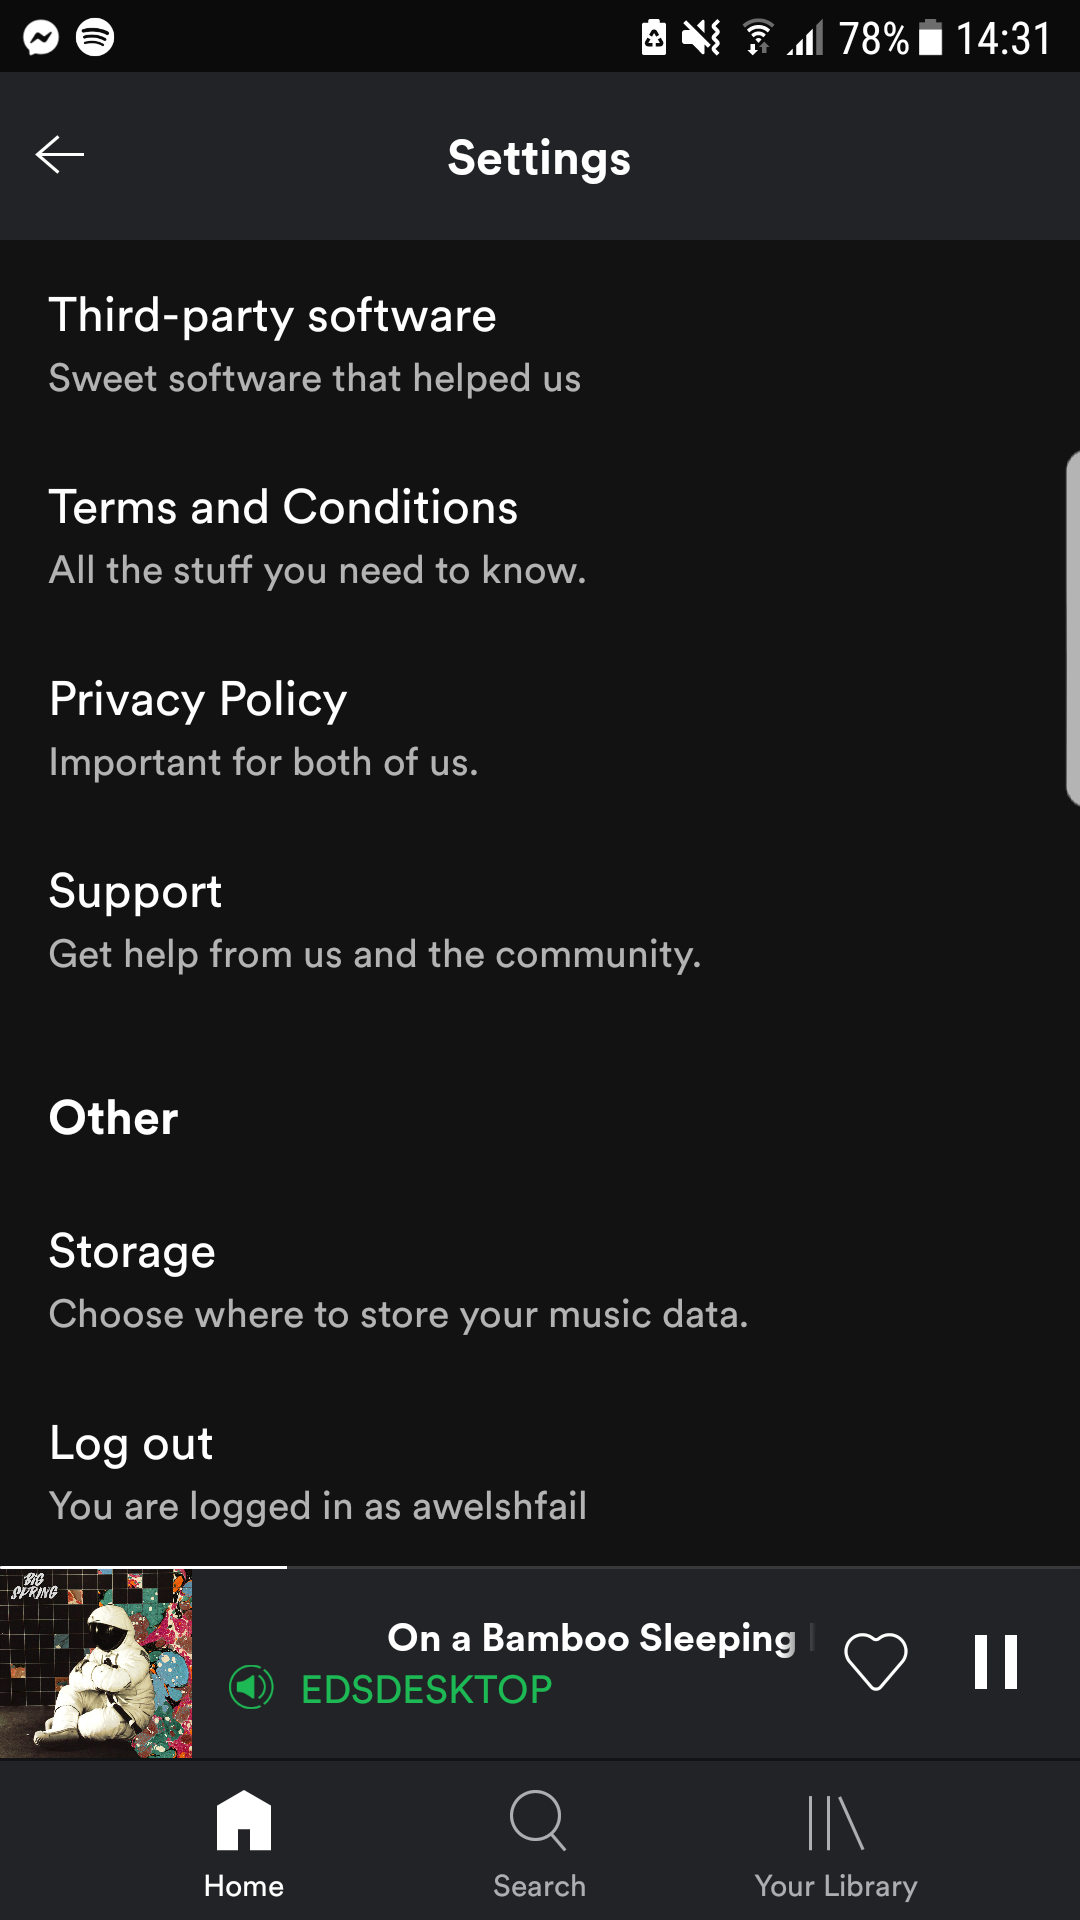 78% 14:31
Settings
Third-party software
Sweet software that helped us
Terms and Conditions
All the stuff you need to know.
Privacy Policy
Important for both of us.
Support
Get help from us and the community.
Other
Storage
Choose where to store your music data.
Log out
You are logged in as awelshfail
BIG
SPRING
On a Bamboo Sleeping
EDSDESKTOP
Home Search Your Library